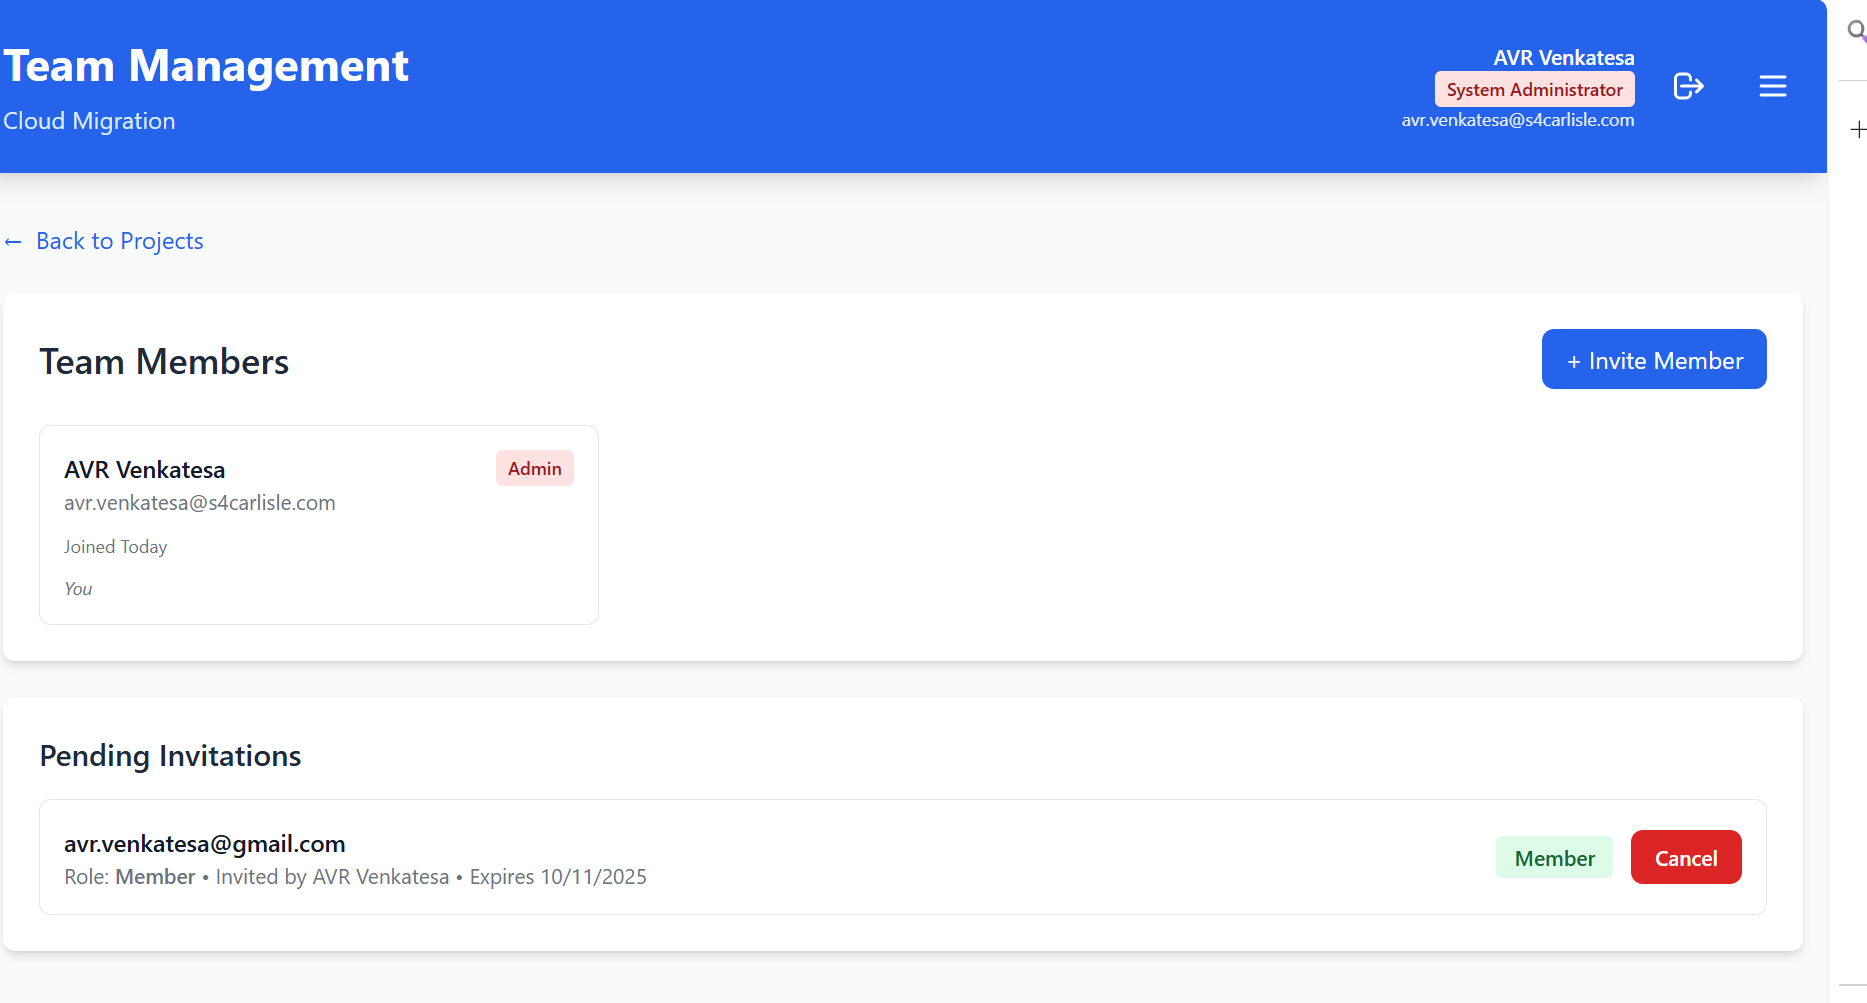 Team Management
Cloud Migration
AVR Venkatesa
System Administrator
avr.venkatesa@s4carlisle.com
← Back to Projects
Team Members
+ Invite Member
AVR Venkatesa
Admin
avr.venkatesa@s4carlisle.com
Joined Today
You
Pending Invitations
avr.venkatesa@gmail.com
Role: Member • Invited by AVR Venkatesa • Expires 10/11/2025
Member
Cancel